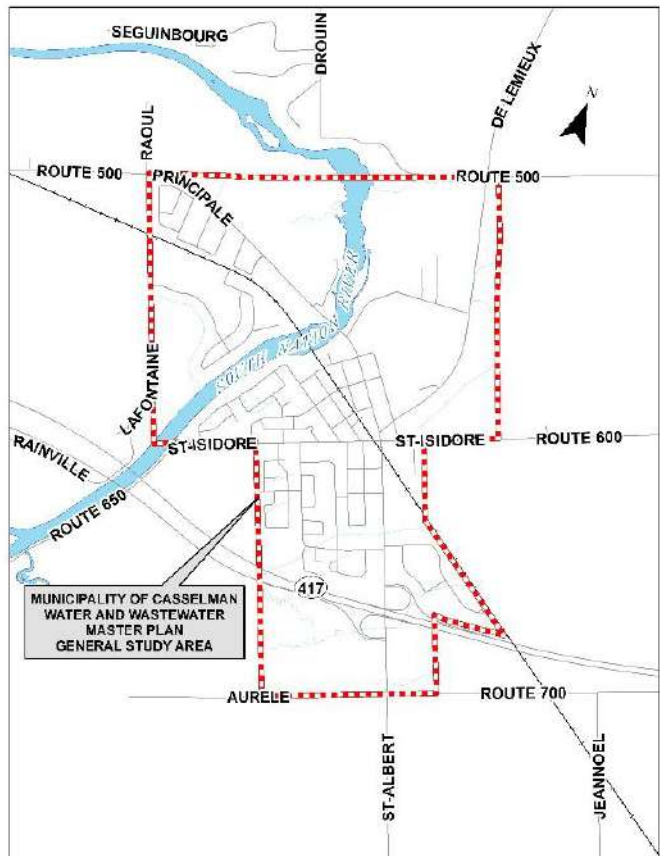 SEGUINBOURG
DROUIN
DE LEMIEUX
N
RAOUL
ROUTE 500
PRINCIPALE
ROUTE 500
SOUTH NATION RIVER
LAFONTAINE
RAINVILLE
ST-ISIDORE
ST-ISIDORE
ROUTE 600
ROUTE 650
417
MUNICIPALITY OF CASSELMAN
WATER AND WASTEWATER
MASTER PLAN
GENERAL STUDY AREA
AURELE
ROUTE 700
ST-ALBERT
JEANNOEL